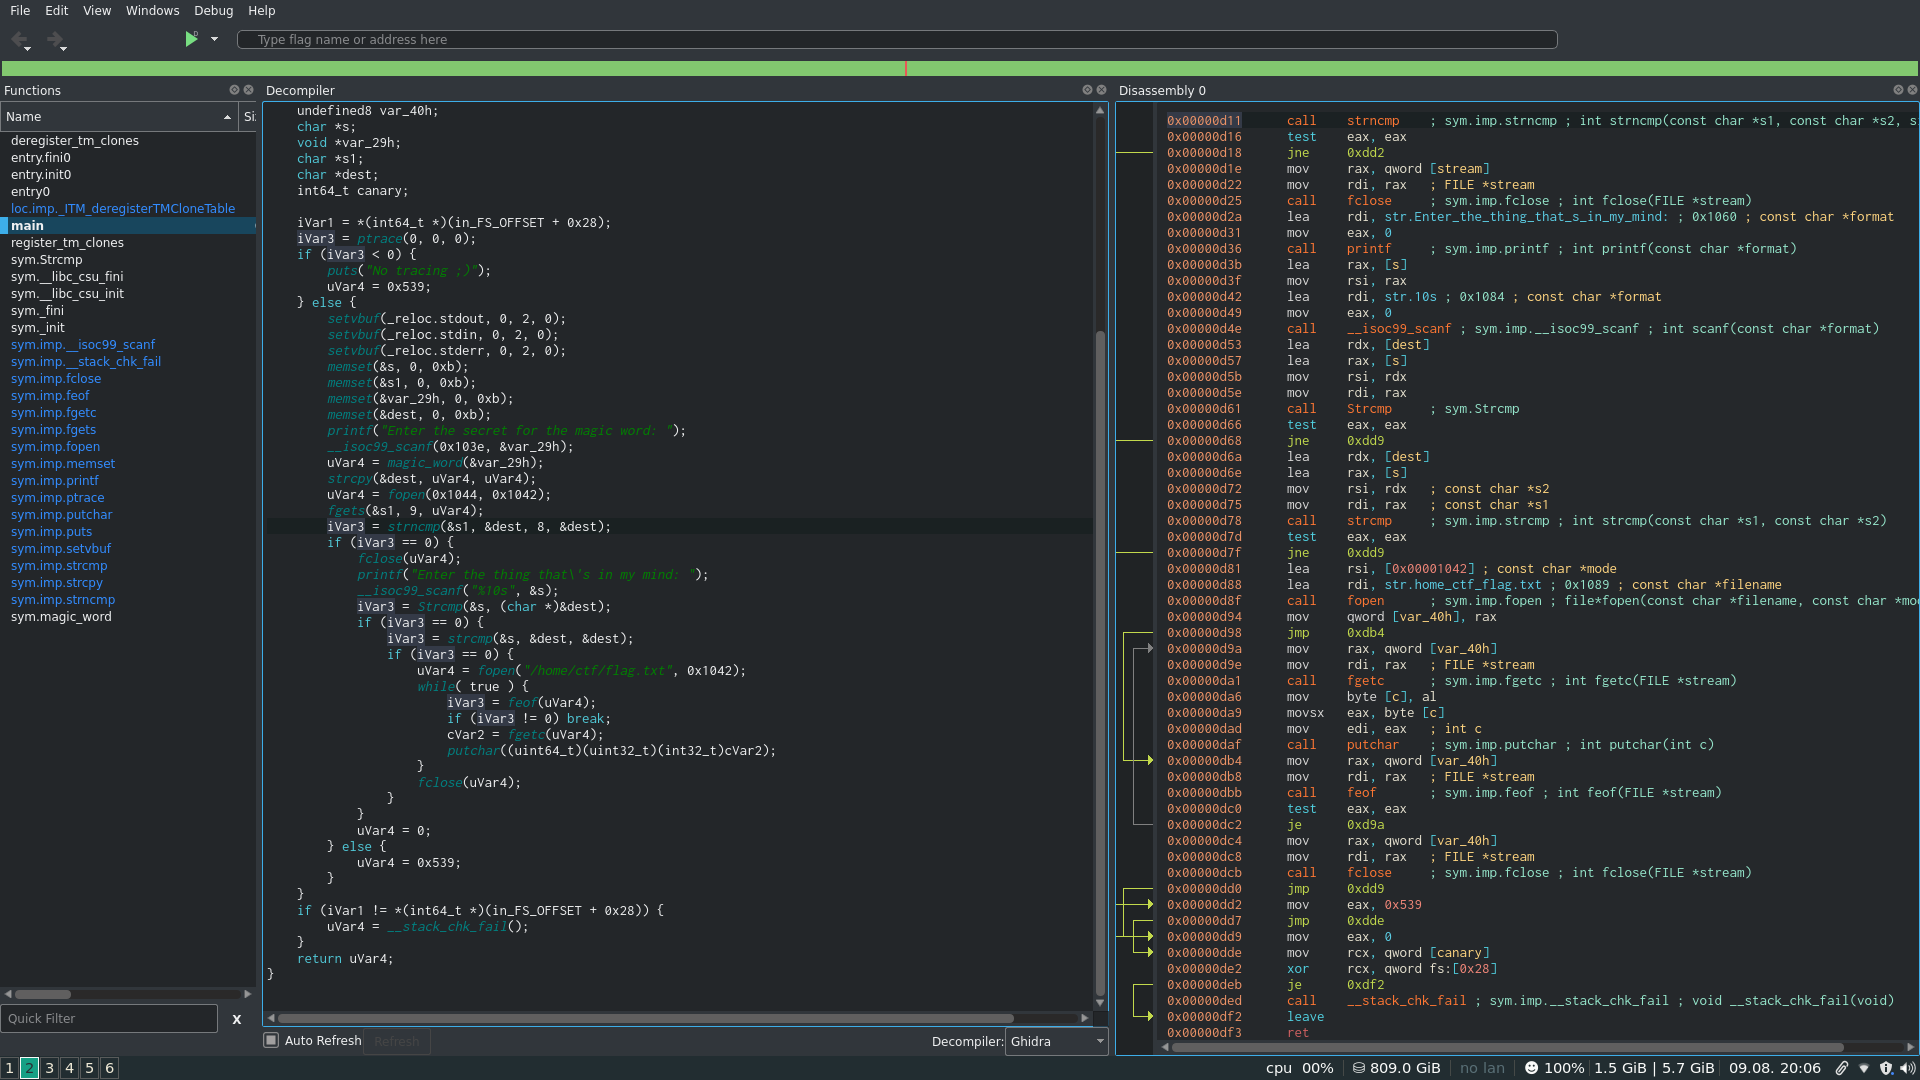 File Edit View Windows Debug Help
Type flag name or address here
Functions
Name Si
deregister_tm_clones
entry.fini0
entry.init0
entry0
loc.imp._ITM_deregisterTMCloneTable
main
register_tm_clones
sym.Strcmp
sym.__libc_csu_fini
sym.__libc_csu_init
sym._fini
sym._init
sym.imp.__isoc99_scanf
sym.imp.__stack_chk_fail
sym.imp.fclose
sym.imp.feof
sym.imp.fgetc
sym.imp.fgets
sym.imp.fopen
sym.imp.memset
sym.imp.printf
sym.imp.ptrace
sym.imp.putchar
sym.imp.puts
sym.imp.setvbuf
sym.imp.strcmp
sym.imp.strcpy
sym.imp.strncmp
sym.magic_word
Quick Filter X
Decompiler
undefined8 var_40h;
char *s;
void *var_29h;
char *s1;
char *dest;
int64_t canary;
iVar1 = *(int64_t *)(in_FS_OFFSET + 0x28);
iVar3 = ptrace(0, 0, 0);
if (iVar3 < 0) {
puts("No tracing ;)");
uVar4 = 0x539;
} else {
setvbuf(_reloc.stdout, 0, 2, 0);
setvbuf(_reloc.stdin, 0, 2, 0);
setvbuf(_reloc.stderr, 0, 2, 0);
memset(&s, 0, 0xb);
memset(&s1, 0, 0xb);
memset(&var_29h, 0, 0xb);
memset(&dest, 0, 0xb);
printf("Enter the secret for the magic word: ");
__isoc99_scanf(0x103e, &var_29h);
uVar4 = magic_word(&var_29h);
strcpy(&dest, uVar4, uVar4);
uVar4 = fopen(0x1044, 0x1042);
fgets(&s1, 9, uVar4);
iVar3 = strncmp(&s1, &dest, 8, &dest);
if (iVar3 == 0) {
fclose(uVar4);
printf("Enter the thing that\'s in my mind: ");
__isoc99_scanf("%10s", &s);
iVar3 = Strcmp(&s, (char *)&dest);
if (iVar3 == 0) {
iVar3 = strcmp(&s, &dest, &dest);
if (iVar3 == 0) {
uVar4 = fopen("/home/ctf/flag.txt", 0x1042);
while( true ) {
iVar3 = feof(uVar4);
if (iVar3 != 0) break;
cVar2 = fgetc(uVar4);
putchar((uint64_t)(uint32_t)(int32_t)cVar2);
}
fclose(uVar4);
}
}
uVar4 = 0;
} else {
uVar4 = 0x539;
}
}
if (iVar1 != *(int64_t *)(in_FS_OFFSET + 0x28)) {
uVar4 = __stack_chk_fail();
}
return uVar4;
}
Auto Refresh Refresh Decompiler: Ghidra
Disassembly 0
0x00000d11 call strncmp ; sym.imp.strncmp ; int strncmp(const char *s1, const char *s2, s
0x00000d16 test eax, eax
0x00000d18 jne 0xdd2
0x00000d1e mov rax, qword [stream]
0x00000d22 mov rdi, rax ; FILE *stream
0x00000d25 call fclose ; sym.imp.fclose ; int fclose(FILE *stream)
0x00000d2a lea rdi, str.Enter_the_thing_that_s_in_my_mind: ; 0x1060 ; const char *format
0x00000d31 mov eax, 0
0x00000d36 call printf ; sym.imp.printf ; int printf(const char *format)
0x00000d3b lea rax, [s]
0x00000d3f mov rsi, rax
0x00000d42 lea rdi, str.10s ; 0x1084 ; const char *format
0x00000d49 mov eax, 0
0x00000d4e call __isoc99_scanf ; sym.imp.__isoc99_scanf ; int scanf(const char *format)
0x00000d53 lea rdx, [dest]
0x00000d57 lea rax, [s]
0x00000d5b mov rsi, rdx
0x00000d5e mov rdi, rax
0x00000d61 call Strcmp ; sym.Strcmp
0x00000d66 test eax, eax
0x00000d68 jne 0xdd9
0x00000d6a lea rdx, [dest]
0x00000d6e lea rax, [s]
0x00000d72 mov rsi, rdx ; const char *s2
0x00000d75 mov rdi, rax ; const char *s1
0x00000d78 call strcmp ; sym.imp.strcmp ; int strcmp(const char *s1, const char *s2)
0x00000d7d test eax, eax
0x00000d7f jne 0xdd9
0x00000d81 lea rsi, [0x00001042] ; const char *mode
0x00000d88 lea rdi, str.home_ctf_flag.txt ; 0x1089 ; const char *filename
0x00000d8f call fopen ; sym.imp.fopen ; file*fopen(const char *filename, const char *mo
0x00000d94 mov qword [var_40h], rax
0x00000d98 jmp 0xdb4
0x00000d9a mov rax, qword [var_40h]
0x00000d9e mov rdi, rax ; FILE *stream
0x00000da1 call fgetc ; sym.imp.fgetc ; int fgetc(FILE *stream)
0x00000da6 mov byte [c], al
0x00000da9 movsx eax, byte [c]
0x00000dad mov edi, eax ; int c
0x00000daf call putchar ; sym.imp.putchar ; int putchar(int c)
0x00000db4 mov rax, qword [var_40h]
0x00000db8 mov rdi, rax ; FILE *stream
0x00000dbb call feof ; sym.imp.feof ; int feof(FILE *stream)
0x00000dc0 test eax, eax
0x00000dc2 je 0xd9a
0x00000dc4 mov rax, qword [var_40h]
0x00000dc8 mov rdi, rax ; FILE *stream
0x00000dcb call fclose ; sym.imp.fclose ; int fclose(FILE *stream)
0x00000dd0 jmp 0xdd9
0x00000dd2 mov eax, 0x539
0x00000dd7 jmp 0xdde
0x00000dd9 mov eax, 0
0x00000dde mov rcx, qword [canary]
0x00000de2 xor rcx, qword fs:[0x28]
0x00000deb je 0xdf2
0x00000ded call __stack_chk_fail ; sym.imp.__stack_chk_fail ; void __stack_chk_fail(void)
0x00000df2 leave
0x00000df3 ret
1 2 3 4 5 6 cpu 00% 809.0 GiB no lan 100% 1.5 GiB | 5.7 GiB 09.08. 20:06